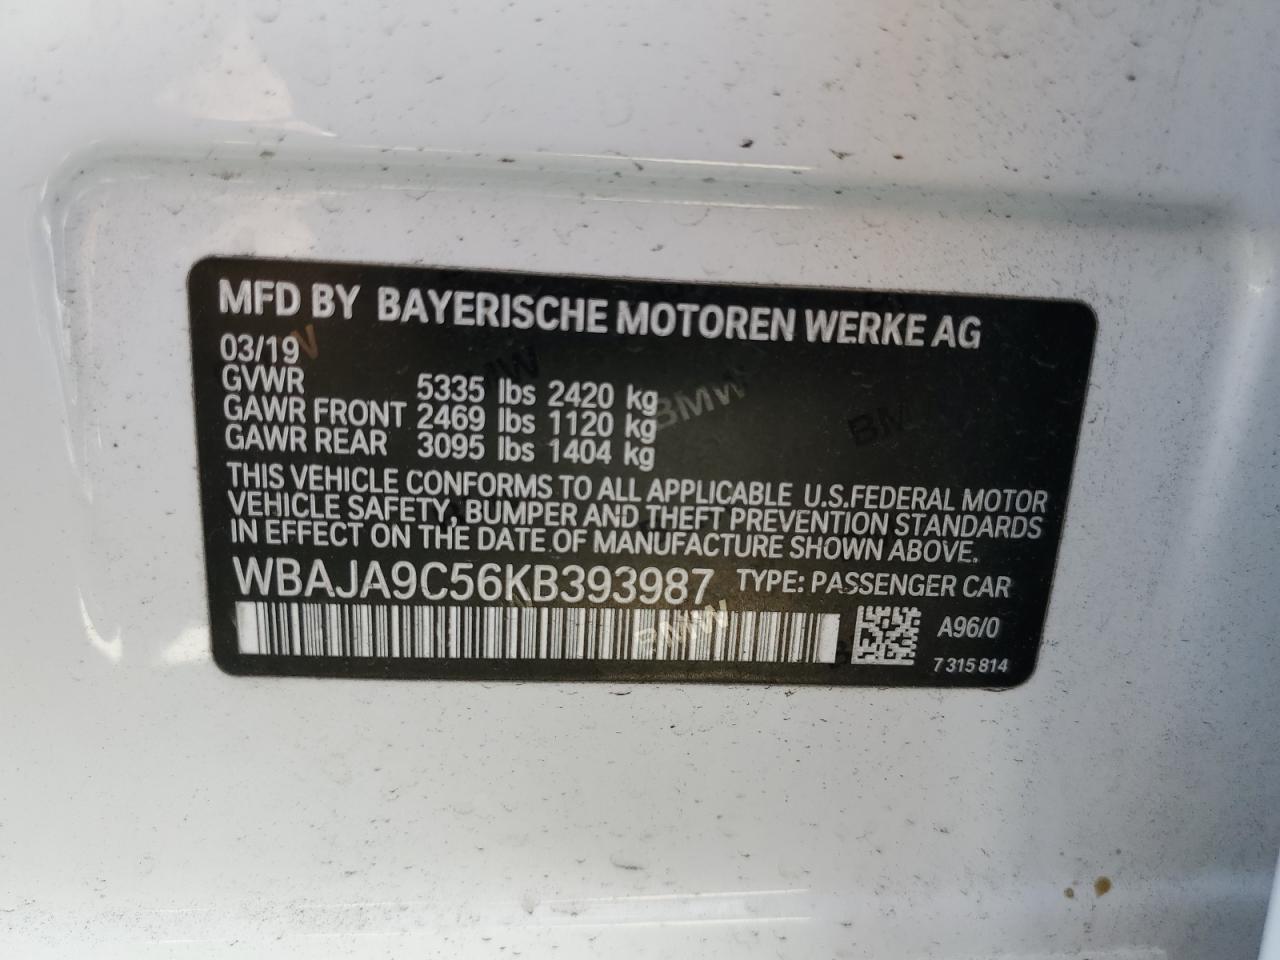 MFD BY BAYERISCHE MOTOREN WERKE AG
03/19
GVWR 5335 lbs 2420 kg
GAWR FRONT 2469 lbs 1120 kg
GAWR REAR 3095 lbs 1404 kg
THIS VEHICLE CONFORMS TO ALL APPLICABLE U.S.FEDERAL MOTOR
VEHICLE SAFETY, BUMPER AND THEFT PREVENTION STANDARDS
IN EFFECT ON THE DATE OF MANUFACTURE SHOWN ABOVE.
WBAJA9C56KB393987 TYPE: PASSENGER CAR
A96/0
7 315 814
BMW
BMW